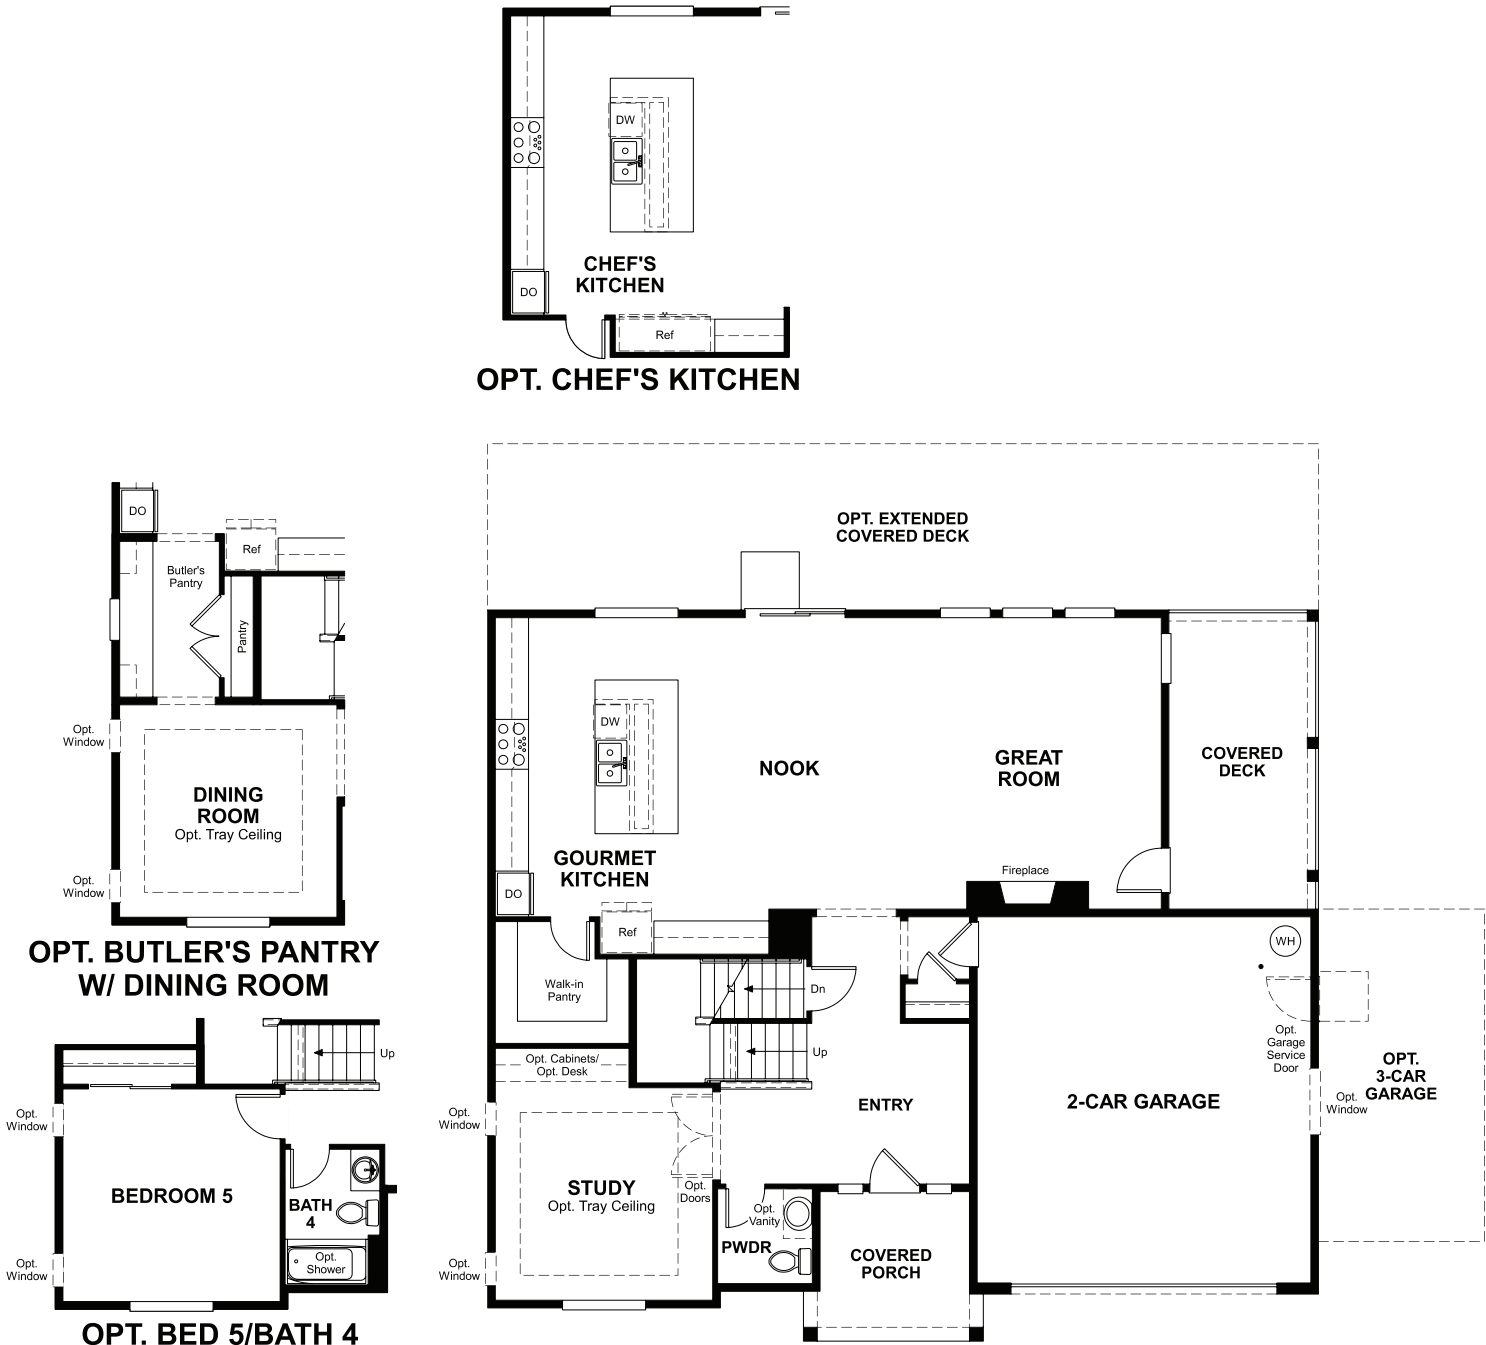 DW
DO
CHEF'S
KITCHEN
Ref
OPT. CHEF'S KITCHEN
DO
Ref
Butler's
Pantry
Pantry
Opt.
Window
DINING
ROOM
Opt. Tray Ceiling
Opt.
Window
OPT. BUTLER'S PANTRY
W/ DINING ROOM
Up
Opt.
Window
BEDROOM 5
BATH
4
Opt.
Shower
Opt.
Window
OPT. BED 5/BATH 4
OPT. EXTENDED
COVERED DECK
DW
NOOK
GREAT
ROOM
COVERED
DECK
GOURMET
KITCHEN
DO
Fireplace
Ref
WH
Walk-in
Pantry
Dn
Up
Opt. Cabinets/
Opt. Desk
Opt.
Garage
Service
Door
OPT.
3-CAR
GARAGE
Opt.
Window
ENTRY
2-CAR GARAGE
Opt.
Window
STUDY
Opt. Tray Ceiling
Opt.
Doors
Opt.
Vanity
PWDR
COVERED
PORCH
Opt.
Window